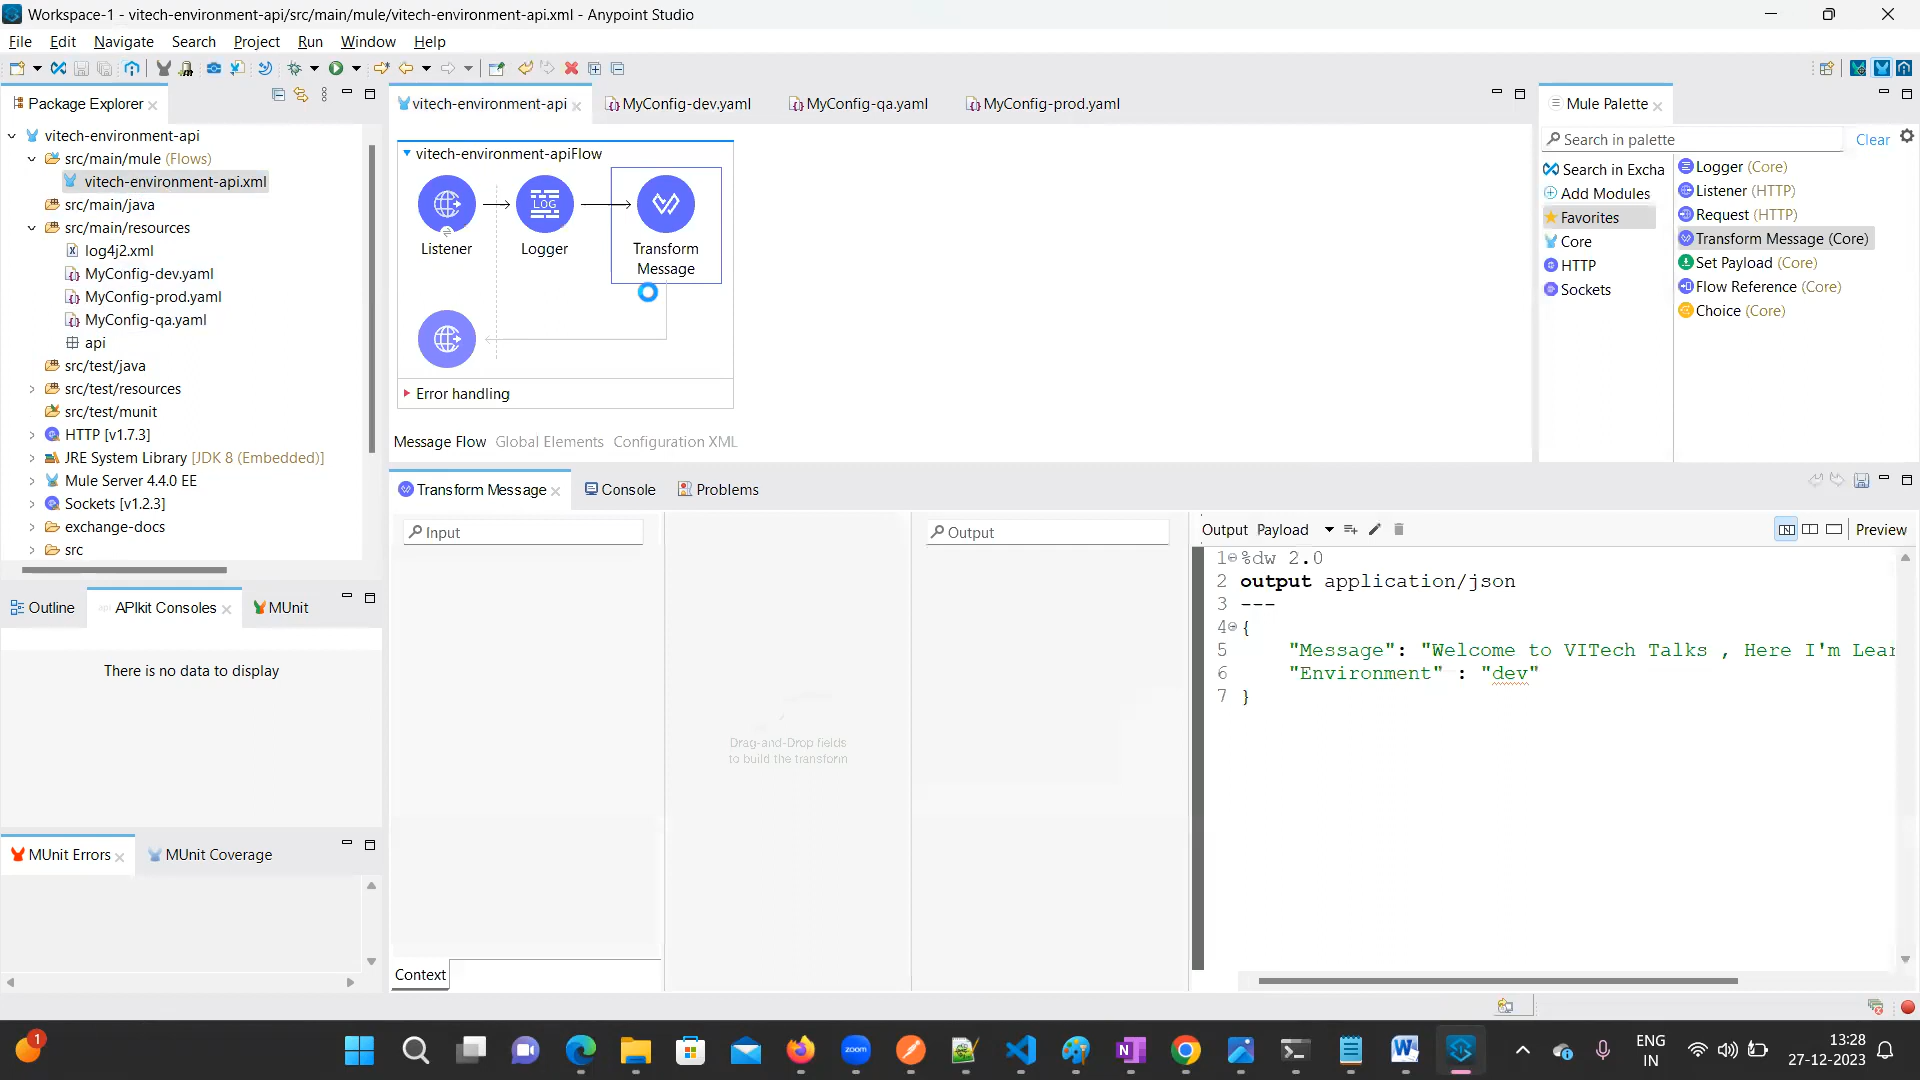 Workspace-1 - vitech-environment-api/src/main/mule/vitech-environment-api.xml - Anypoint Studio
File Edit Navigate Search Project Run Window Help
Package Explorer
vitech-environment-api
src/main/mule (Flows)
vitech-environment-api.xml
src/main/java
src/main/resources
log4j2.xml
MyConfig-dev.yaml
MyConfig-prod.yaml
MyConfig-qa.yaml
api
src/test/java
src/test/resources
src/test/munit
HTTP [v1.7.3]
JRE System Library [JDK 8 (Embedded)]
Mule Server 4.4.0 EE
Sockets [v1.2.3]
exchange-docs
src
Outline APIkit Consoles MUnit
There is no data to display
MUnit Errors MUnit Coverage
vitech-environment-api MyConfig-dev.yaml MyConfig-qa.yaml MyConfig-prod.yaml
vitech-environment-apiFlow
LOG
Listener Logger Transform
Message
Error handling
Message Flow Global Elements Configuration XML
Mule Palette
Search in palette Clear
Search in Excha
Add Modules
Favorites
Core
HTTP
Sockets
Logger (Core)
Listener (HTTP)
Request (HTTP)
Transform Message (Core)
Set Payload (Core)
Flow Reference (Core)
Choice (Core)
Transform Message Console Problems
Input
Drag-and-Drop fields
to build the transform
Output
Context
Output Payload Preview
1 %dw 2.0
2 output application/json
3 ---
4 {
5 "Message": "Welcome to VITech Talks , Here I'm Lear
6 "Environment" : "dev"
7 }
1
zoom
ENG
IN
13:28
27-12-2023